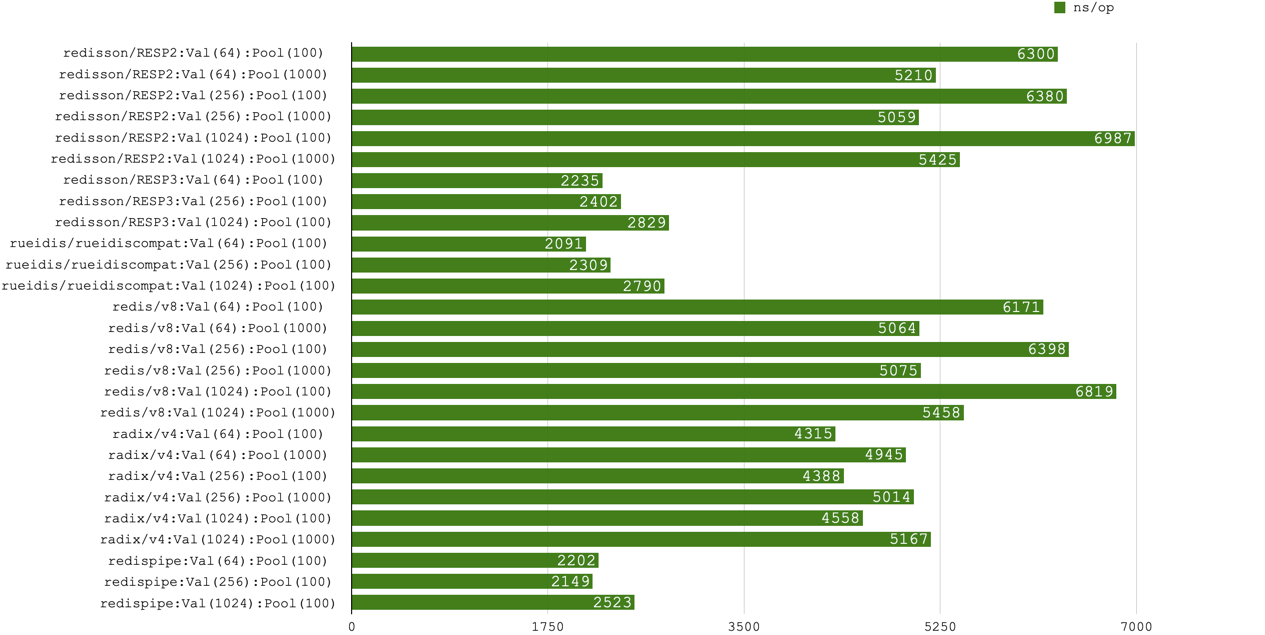 ns/op
redisson/RESP2:Val(64):Pool(100) 6300
redisson/RESP2:Val(64):Pool(1000) 5210
redisson/RESP2:Val(256):Pool(100) 6380
redisson/RESP2:Val(256):Pool(1000) 5059
redisson/RESP2:Val(1024):Pool(100) 6987
redisson/RESP2:Val(1024):Pool(1000) 5425
redisson/RESP3:Val(64):Pool(100) 2235
redisson/RESP3:Val(256):Pool(100) 2402
redisson/RESP3:Val(1024):Pool(100) 2829
rueidis/rueidiscompat:Val(64):Pool(100) 2091
rueidis/rueidiscompat:Val(256):Pool(100) 2309
rueidis/rueidiscompat:Val(1024):Pool(100) 2790
redis/v8:Val(64):Pool(100) 6171
redis/v8:Val(64):Pool(1000) 5064
redis/v8:Val(256):Pool(100) 6398
redis/v8:Val(256):Pool(1000) 5075
redis/v8:Val(1024):Pool(100) 6819
redis/v8:Val(1024):Pool(1000) 5458
radix/v4:Val(64):Pool(100) 4315
radix/v4:Val(64):Pool(1000) 4945
radix/v4:Val(256):Pool(100) 4388
radix/v4:Val(256):Pool(1000) 5014
radix/v4:Val(1024):Pool(100) 4558
radix/v4:Val(1024):Pool(1000) 5167
redispipe:Val(64):Pool(100) 2202
redispipe:Val(256):Pool(100) 2149
redispipe:Val(1024):Pool(100) 2523
0 1750 3500 5250 7000